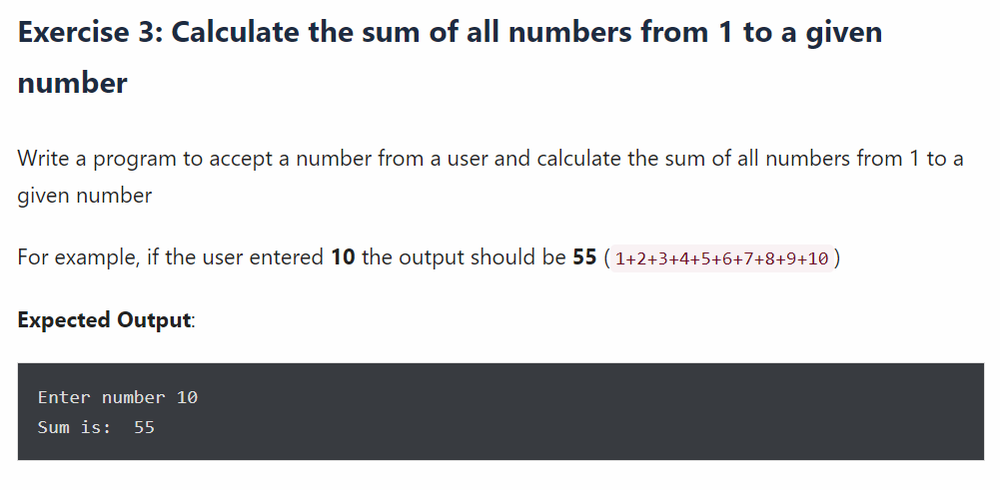 Exercise 3: Calculate the sum of all numbers from 1 to a given
number
Write a program to accept a number from a user and calculate the sum of all numbers from 1 to a
given number
For example, if the user entered 10 the output should be 55 (1+2+3+4+5+6+7+8+9+10)
Expected Output:
Enter number 10
Sum is:  55